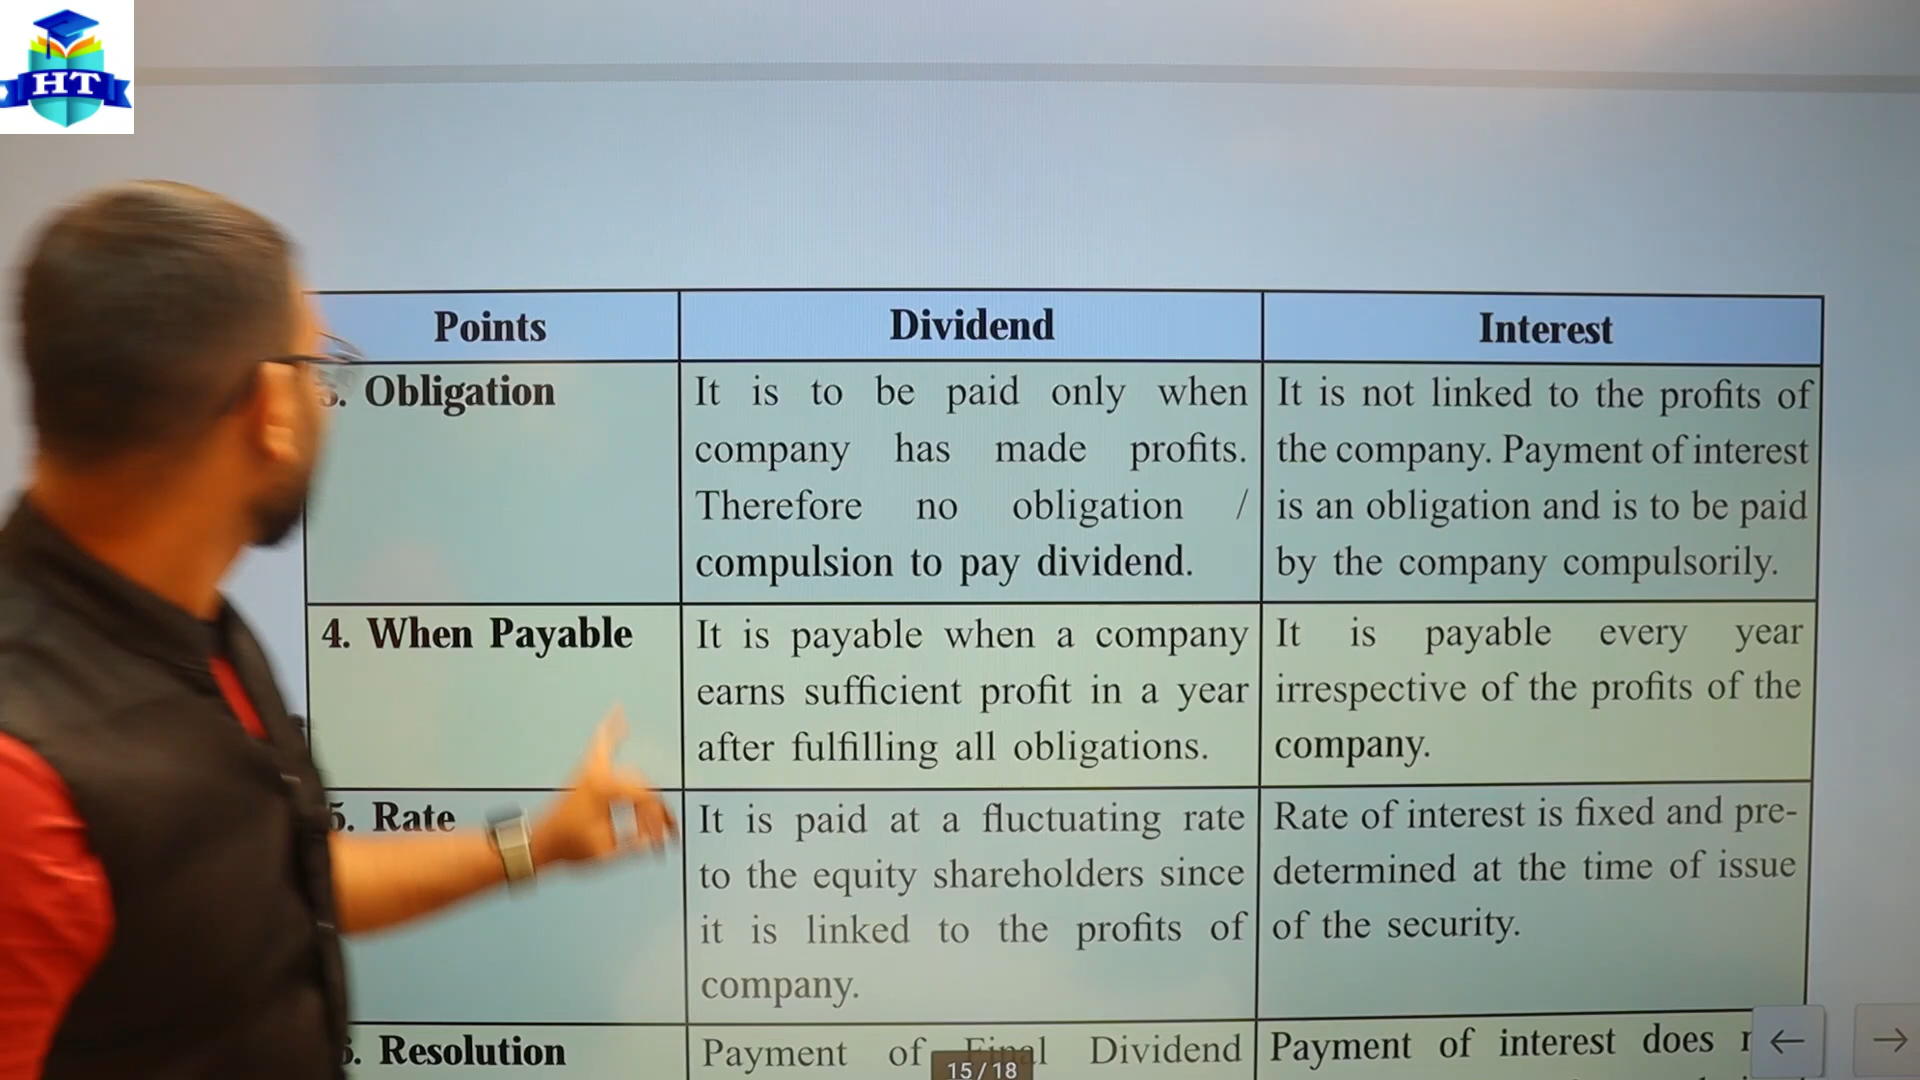 HT
Points
Dividend
Interest
3. Obligation
It is to be paid only when
company has made profits.
Therefore no obligation /
compulsion to pay dividend.
It is not linked to the profits of
the company. Payment of interest
is an obligation and is to be paid
by the company compulsorily.
4. When Payable
It is payable when a company
earns sufficient profit in a year
after fulfilling all obligations.
It is payable every year
irrespective of the profits of the
company.
5. Rate
It is paid at a fluctuating rate
to the equity shareholders since
it is linked to the profits of
company.
Rate of interest is fixed and pre-
determined at the time of issue
of the security.
6. Resolution
Payment of Final Dividend
Payment of interest does
15 / 18